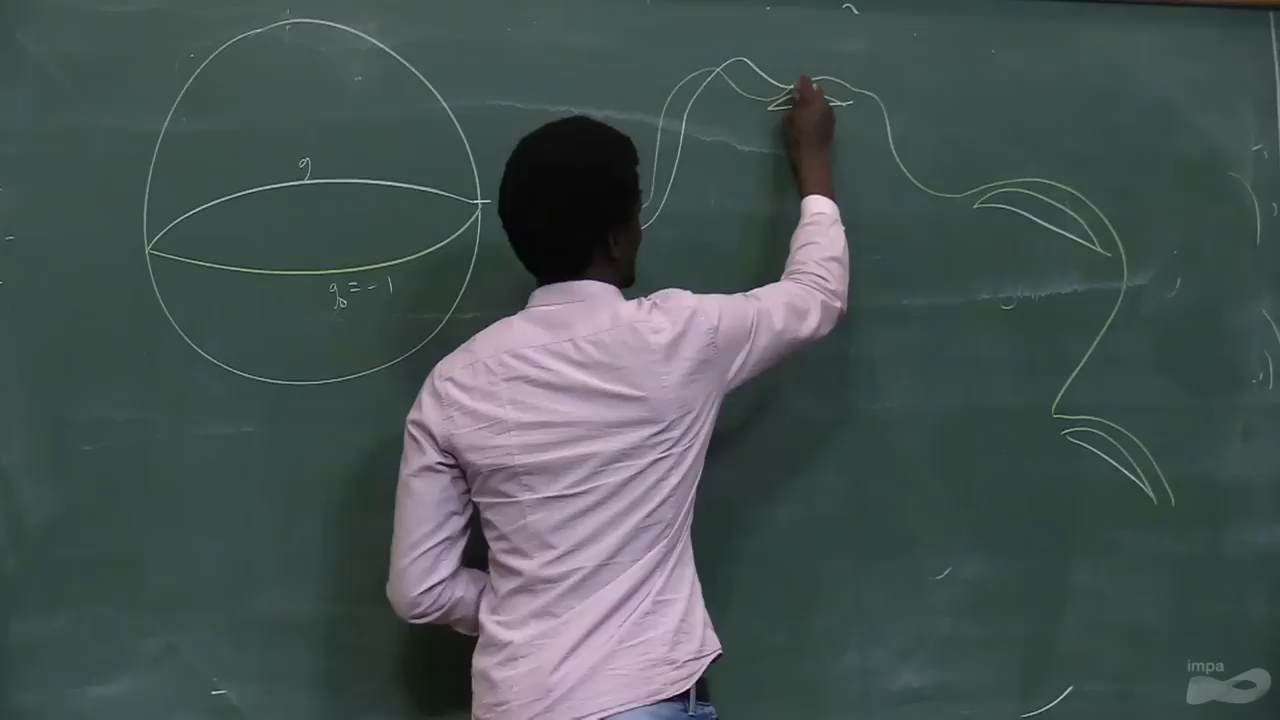 g
g₀ = -1
impa